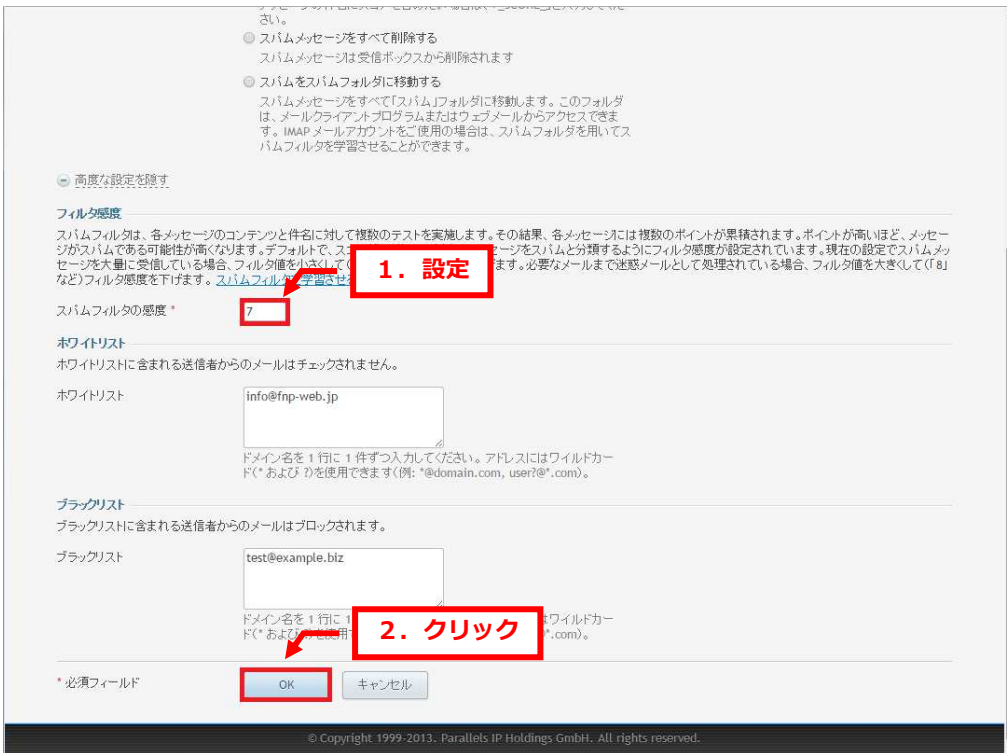 さい。
スパムメッセージをすべて削除する
スパムメッセージは受信ボックスから削除されます
スパムをスパムフォルダに移動する
スパムメッセージをすべて「スパム」フォルダに移動します。このフォルダ
は、メールクライアントプログラムまたはウェブメールからアクセスできま
す。IMAP メールアカウントをご使用の場合は、スパムフォルダを用いてス
パムフィルタを学習させることができます。
高度な設定を隠す
フィルタ感度
スパムフィルタは、各メッセージのコンテンツと件名に対して複数のテストを実施します。その結果、各メッセージには複数のポイントが累積されます。ポイントが高いほど、メッセー
ジがスパムである可能性が高くなります。デフォルトで、ス セージをスパムと分類するようにフィルタ感度が設定されています。現在の設定でスパムメッ
セージを大量に受信している場合、フィルタ値を小さくして ます。必要なメールまで迷惑メールとして処理されている場合、フィルタ値を大きくして(「8」
など)フィルタ感度を下げます。スパムフィルタ 学習させ
1．設定
スパムフィルタの感度 *
7
ホワイトリスト
ホワイトリストに含まれる送信者からのメールはチェックされません。
ホワイトリスト
info@fnp-web.jp
ドメイン名を 1 行に 1 件ずつ入力してください。アドレスにはワイルドカー
ド(* および ?)を使用できます(例: *@domain.com, user?@*.com)。
ブラックリスト
ブラックリストに含まれる送信者からのメールはブロックされます。
ブラックリスト
test@example.biz
ドメイン名を 1 行に 1 はワイルドカー
ド(* および 使用 *.com)。
2．クリック
* 必須フィールド
OK
キャンセル
© Copyright 1999-2013. Parallels IP Holdings GmbH. All rights reserved.